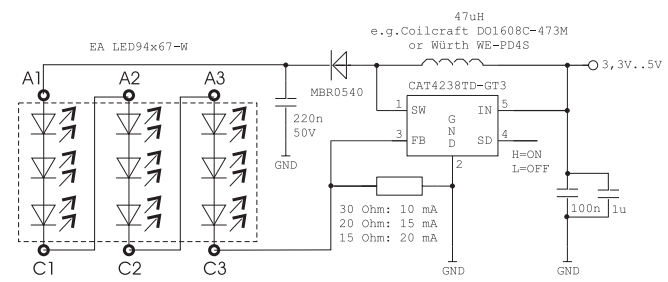 47uH
e.g.Coilcraft DO1608C-473M
or Würth WE-PD4S
EA LED94x67-W
3,3V..5V
A1
A2
A3
MBR0540
CAT4238TD-GT3
220n
50V
GND
1
SW
IN
5
3
FB
GND
SD
4
2
H=ON
L=OFF
30 Ohm: 10 mA
20 Ohm: 15 mA
15 Ohm: 20 mA
100n
1u
C1
C2
C3
GND
GND